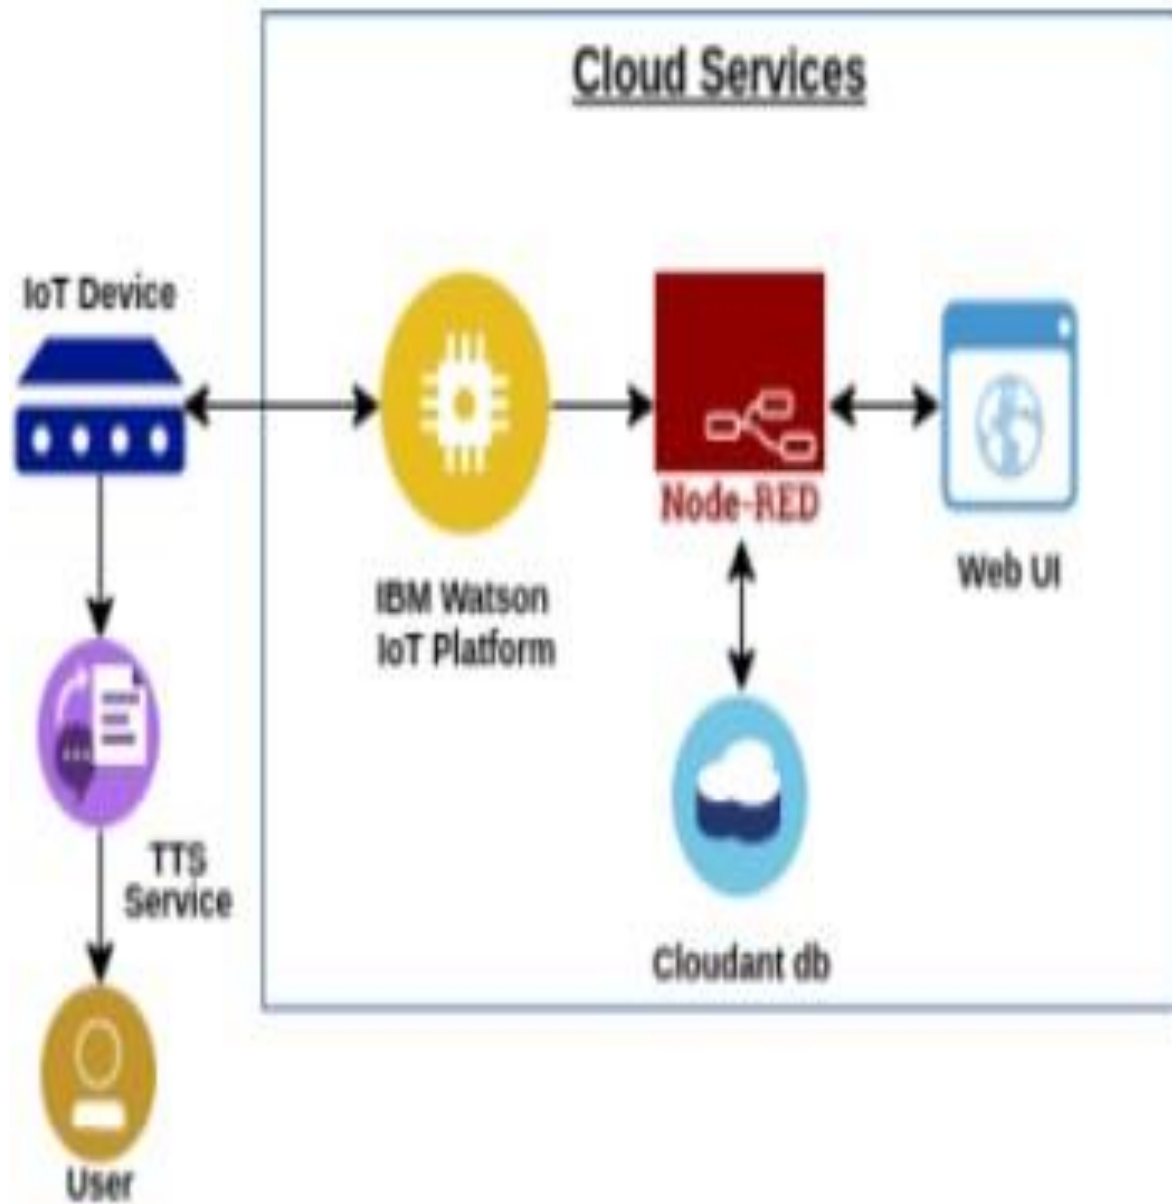 Cloud Services
IoT Device
Node-RED
Web UI
IBM Watson
IoT Platform
TTS
Service
Cloudant db
User